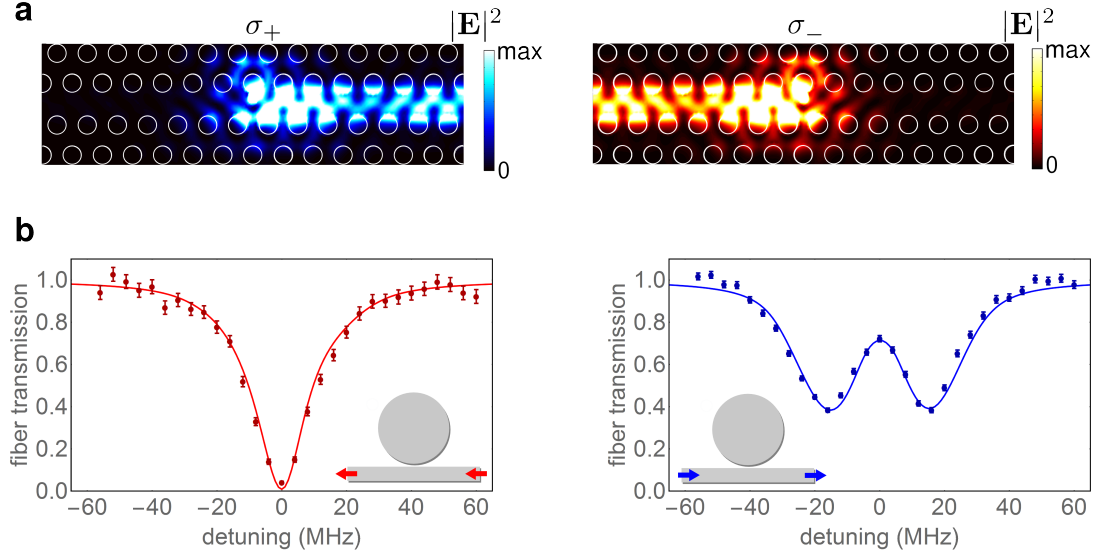 a
σ₊ |E|²
max
0
σ₋ |E|²
max
0
b
fiber transmission
1.0
0.8
0.6
0.4
0.2
0.0
−60 −40 −20 0 20 40 60
detuning (MHz)
fiber transmission
1.0
0.8
0.6
0.4
0.2
0.0
−60 −40 −20 0 20 40 60
detuning (MHz)